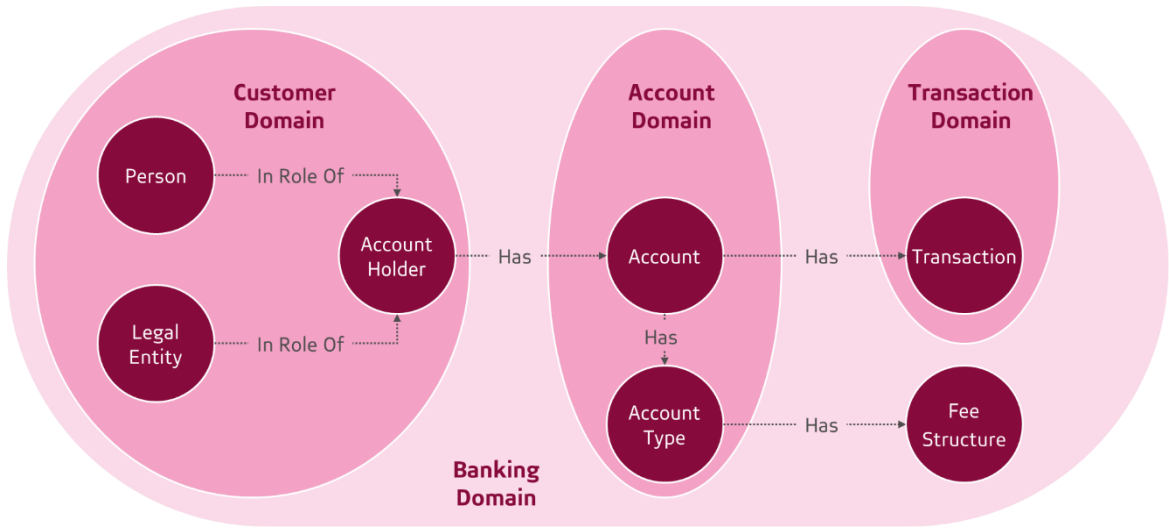 Customer
Domain
Account
Domain
Transaction
Domain
Person
In Role Of
Account
Holder
Has
Account
Has
Transaction
Legal
Entity
In Role Of
Has
Account
Type
Has
Fee
Structure
Banking
Domain